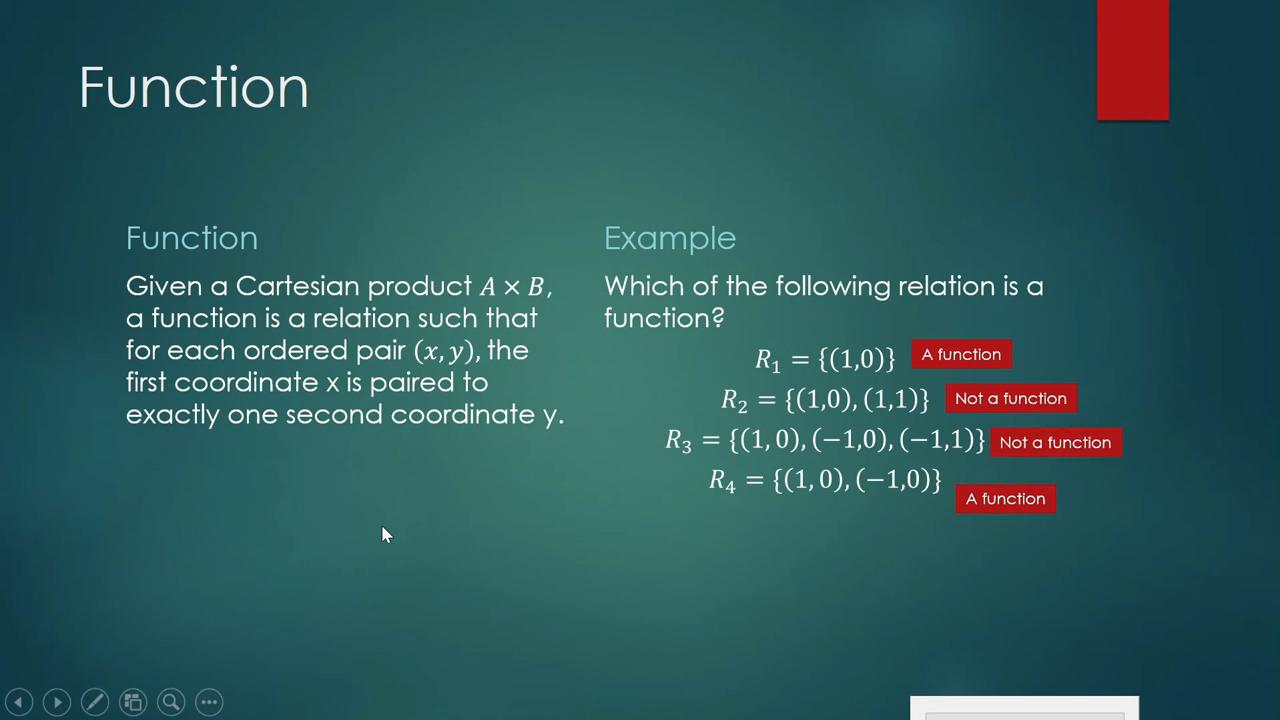 Function
Function
Given a Cartesian product 𝐴 × 𝐵,
a function is a relation such that
for each ordered pair (𝑥, 𝑦), the
first coordinate x is paired to
exactly one second coordinate y.
Example
Which of the following relation is a
function?
𝑅₁ = {(1,0)} A function
𝑅₂ = {(1,0), (1,1)} Not a function
𝑅₃ = {(1, 0), (−1,0), (−1,1)} Not a function
𝑅₄ = {(1, 0), (−1,0)}
A function